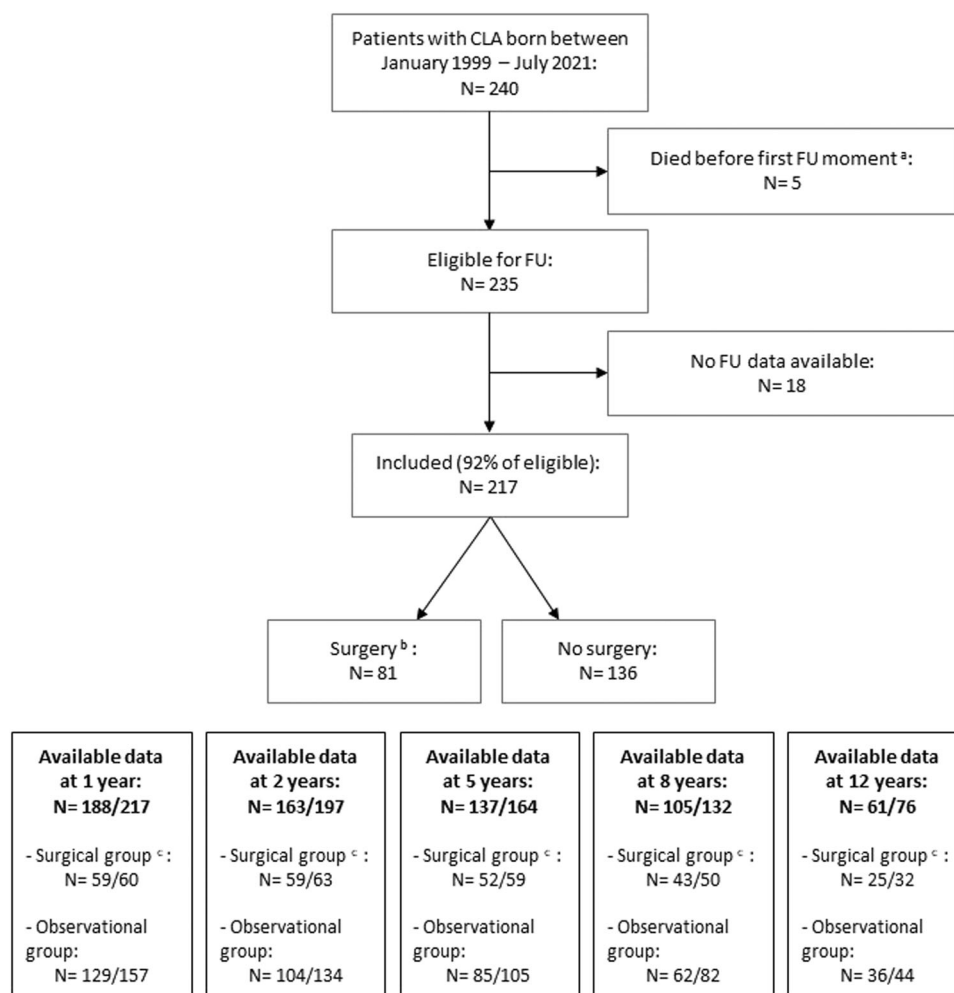 Patients with CLA born between
January 1999 – July 2021:
N= 240
Died before first FU moment ᵃ:
N= 5
Eligible for FU:
N= 235
No FU data available:
N= 18
Included (92% of eligible):
N= 217
Surgery ᵇ :
N= 81
No surgery:
N= 136
Available data
at 1 year:
N= 188/217
- Surgical group ᶜ :
N= 59/60
- Observational
group:
N= 129/157
Available data
at 2 years:
N= 163/197
- Surgical group ᶜ :
N= 59/63
- Observational
group:
N= 104/134
Available data
at 5 years:
N= 137/164
- Surgical group ᶜ :
N= 52/59
- Observational
group:
N= 85/105
Available data
at 8 years:
N= 105/132
- Surgical group ᶜ :
N= 43/50
- Observational
group:
N= 62/82
Available data
at 12 years:
N= 61/76
- Surgical group ᶜ :
N= 25/32
- Observational
group:
N= 36/44